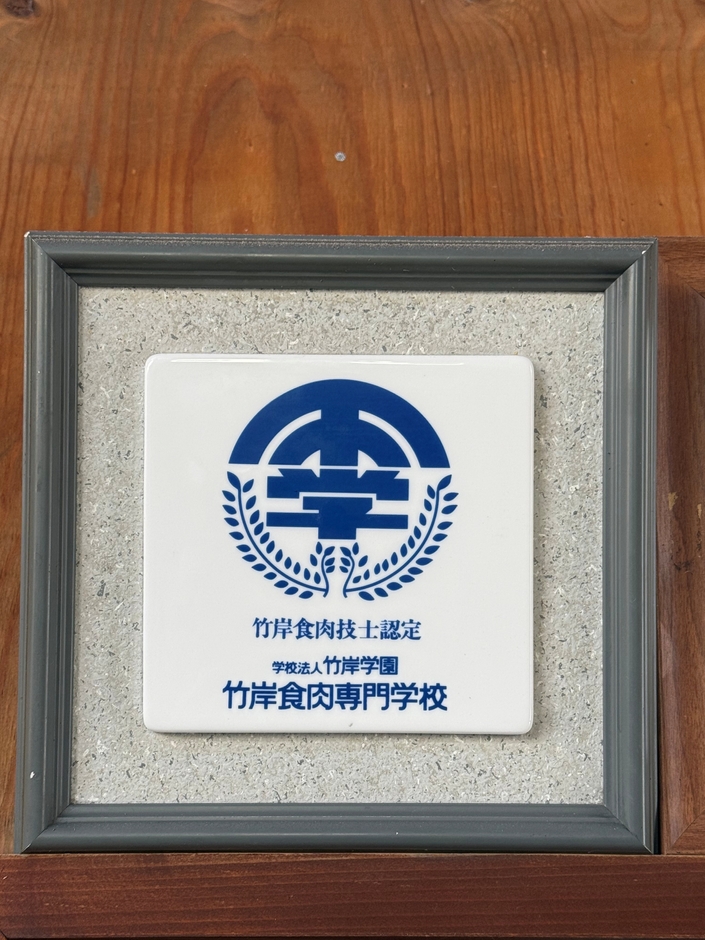 竹岸食肉技士認定
学校法人竹岸学園
竹岸食肉専門学校